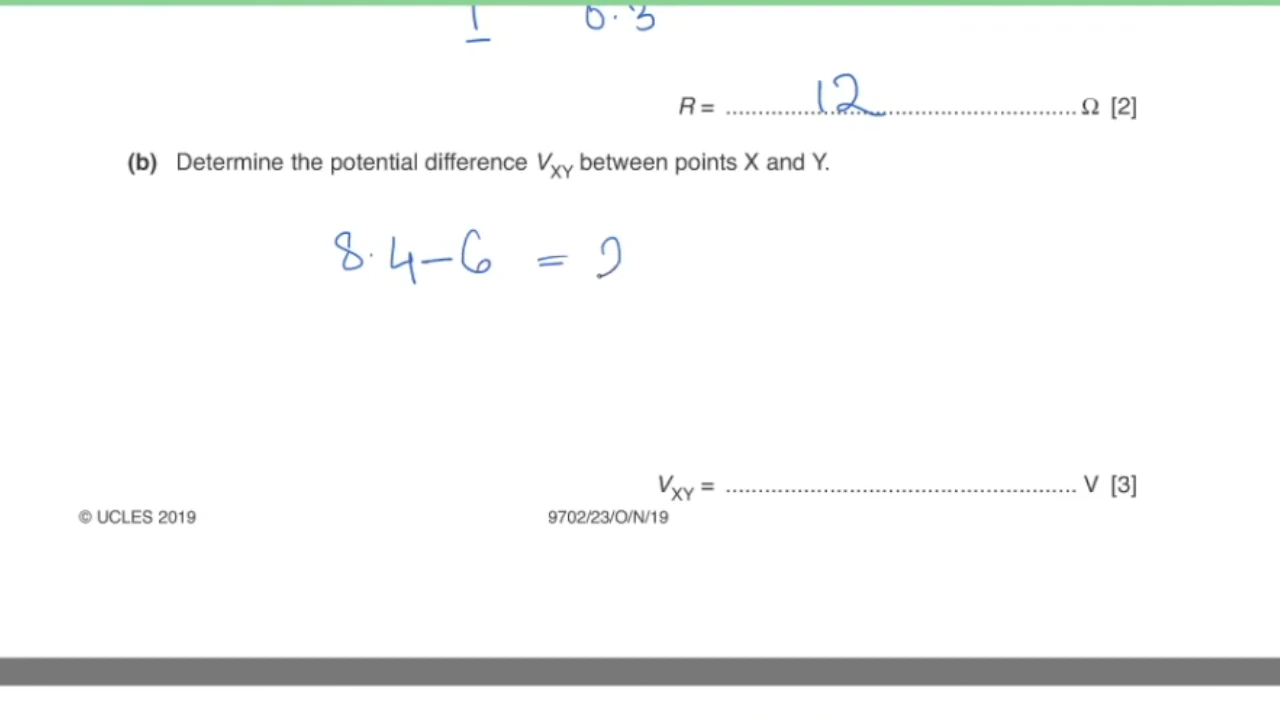 I 0.3
R = 12 Ω [2]
(b) Determine the potential difference VXY between points X and Y.
8.4 – 6 = 2
VXY = V [3]
© UCLES 2019 9702/23/O/N/19